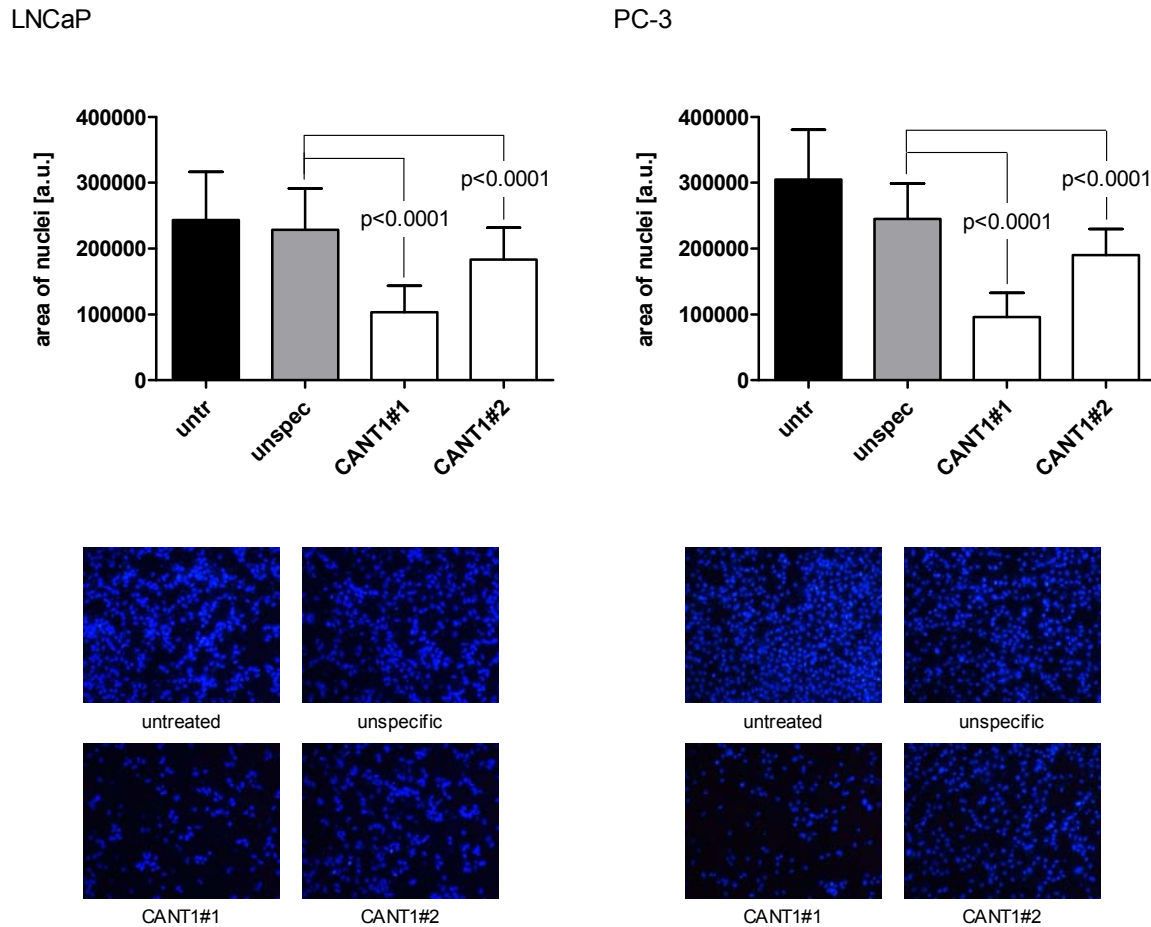 LNCaP
area of nuclei [a.u.]
400000
300000
200000
100000
0
p<0.0001
p<0.0001
untr
unspec
CANT1#1
CANT1#2
untreated
unspecific
CANT1#1
CANT1#2
PC-3
area of nuclei [a.u.]
400000
300000
200000
100000
0
p<0.0001
p<0.0001
untr
unspec
CANT1#1
CANT1#2
untreated
unspecific
CANT1#1
CANT1#2